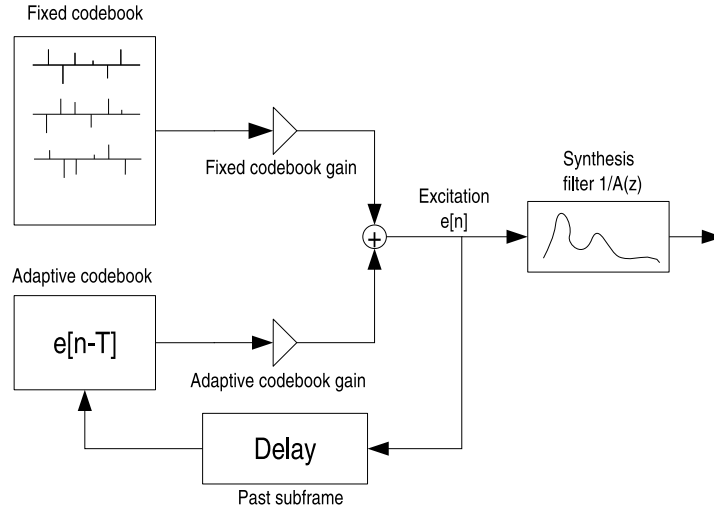 Fixed codebook
Fixed codebook gain
Excitation
e[n]
Synthesis
filter 1/A(z)
+
Adaptive codebook
e[n-T]
Adaptive codebook gain
Delay
Past subframe